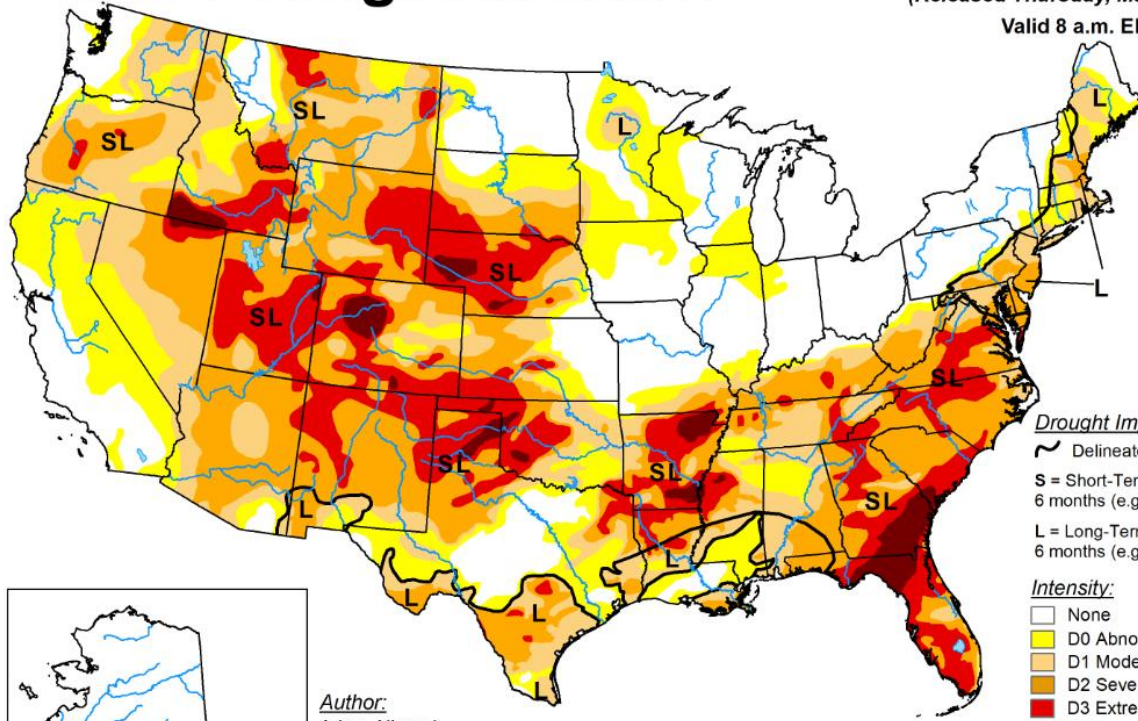 Valid 8 a.m. E
SL
SL
L
L
SL
SL
L
SL
SL
SL
SL
L
L
L
L
L
Drought Im
Delineate
S = Short-Ter
6 months (e.g
L = Long-Term
6 months (e.g
Intensity:
None
D0 Abno
D1 Mode
D2 Seve
D3 Extre
Author: